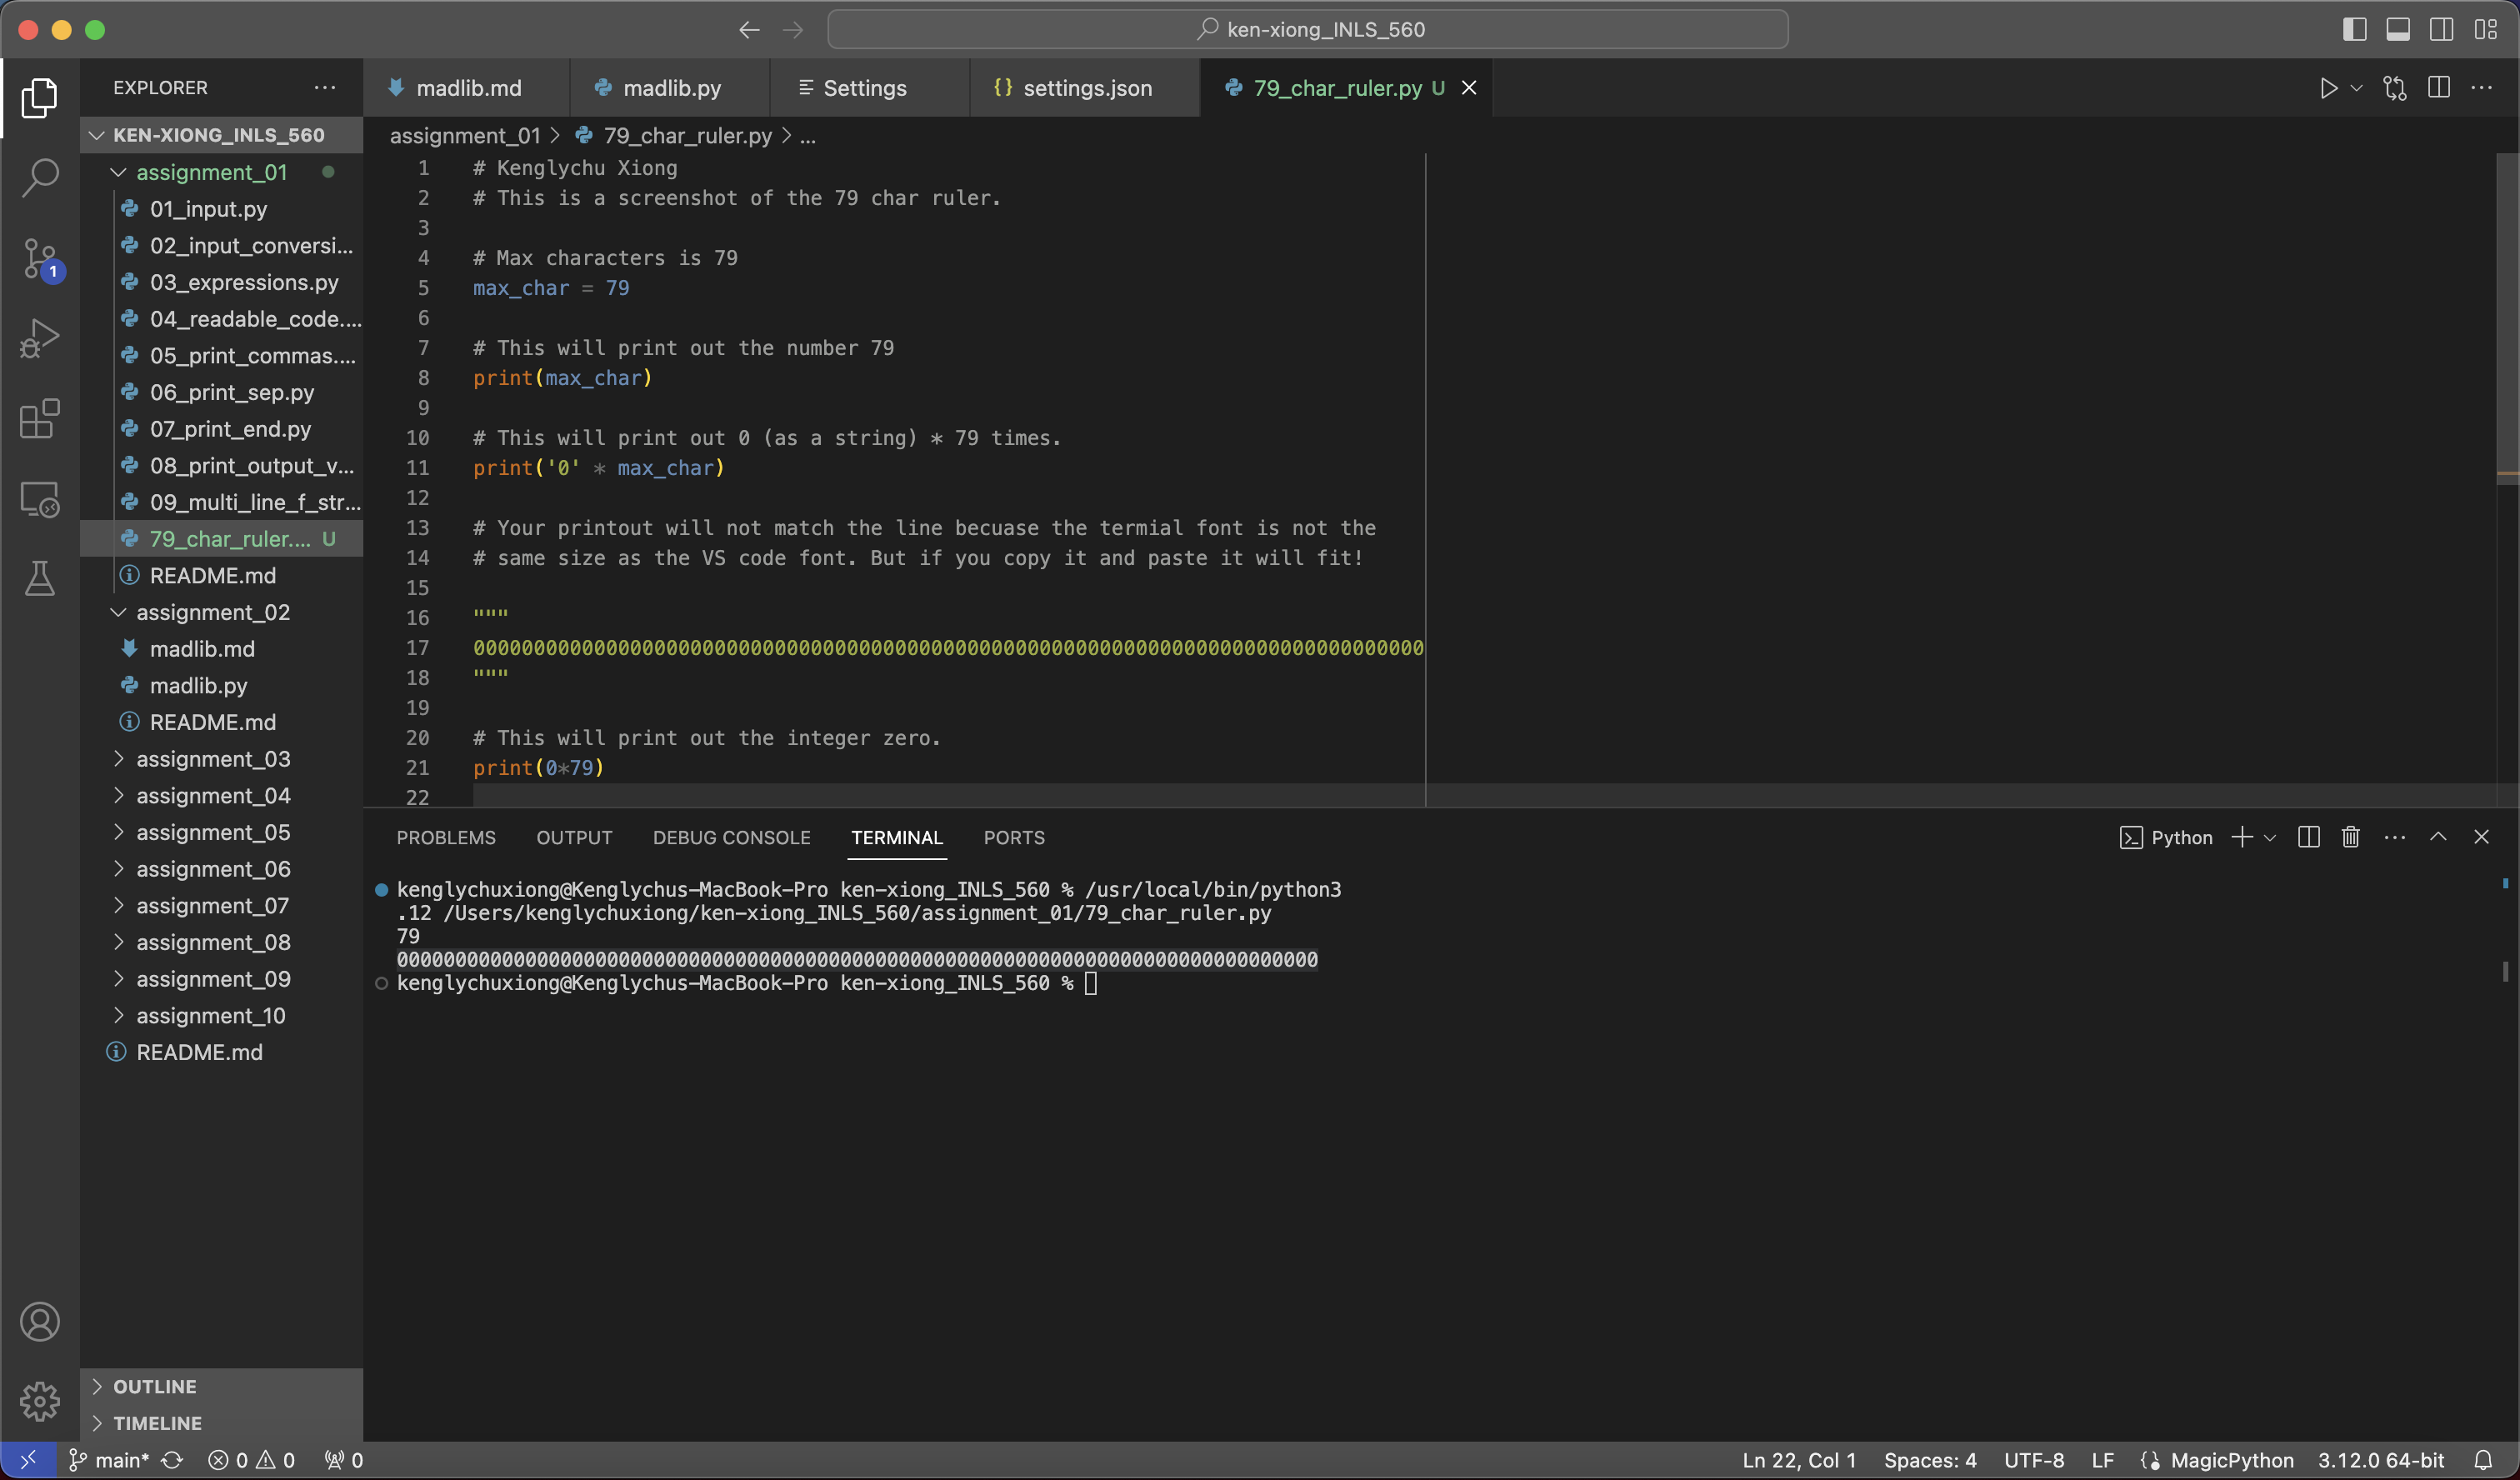 ken-xiong_INLS_560
EXPLORER
madlib.md
madlib.py
Settings
{} settings.json
79_char_ruler.py U
KEN-XIONG_INLS_560
assignment_01
01_input.py
02_input_conversi...
03_expressions.py
04_readable_code....
05_print_commas....
06_print_sep.py
07_print_end.py
08_print_output_v...
09_multi_line_f_str...
79_char_ruler.... U
README.md
assignment_02
madlib.md
madlib.py
README.md
assignment_03
assignment_04
assignment_05
assignment_06
assignment_07
assignment_08
assignment_09
assignment_10
README.md
OUTLINE
TIMELINE
1
assignment_01 > 79_char_ruler.py > ...
1 # Kenglychu Xiong
2 # This is a screenshot of the 79 char ruler.
3
4 # Max characters is 79
5 max_char = 79
6
7 # This will print out the number 79
8 print(max_char)
9
10 # This will print out 0 (as a string) * 79 times.
11 print('0' * max_char)
12
13 # Your printout will not match the line becuase the termial font is not the
14 # same size as the VS code font. But if you copy it and paste it will fit!
15
16 """
17 0000000000000000000000000000000000000000000000000000000000000000000000000000000
18 """
19
20 # This will print out the integer zero.
21 print(0*79)
22
PROBLEMS OUTPUT DEBUG CONSOLE TERMINAL PORTS
Python
kenglychuxiong@Kenglychus-MacBook-Pro ken-xiong_INLS_560 % /usr/local/bin/python3
.12 /Users/kenglychuxiong/ken-xiong_INLS_560/assignment_01/79_char_ruler.py
79
0000000000000000000000000000000000000000000000000000000000000000000000000000000
kenglychuxiong@Kenglychus-MacBook-Pro ken-xiong_INLS_560 %
main* 0 0 0
Ln 22, Col 1 Spaces: 4 UTF-8 LF MagicPython 3.12.0 64-bit